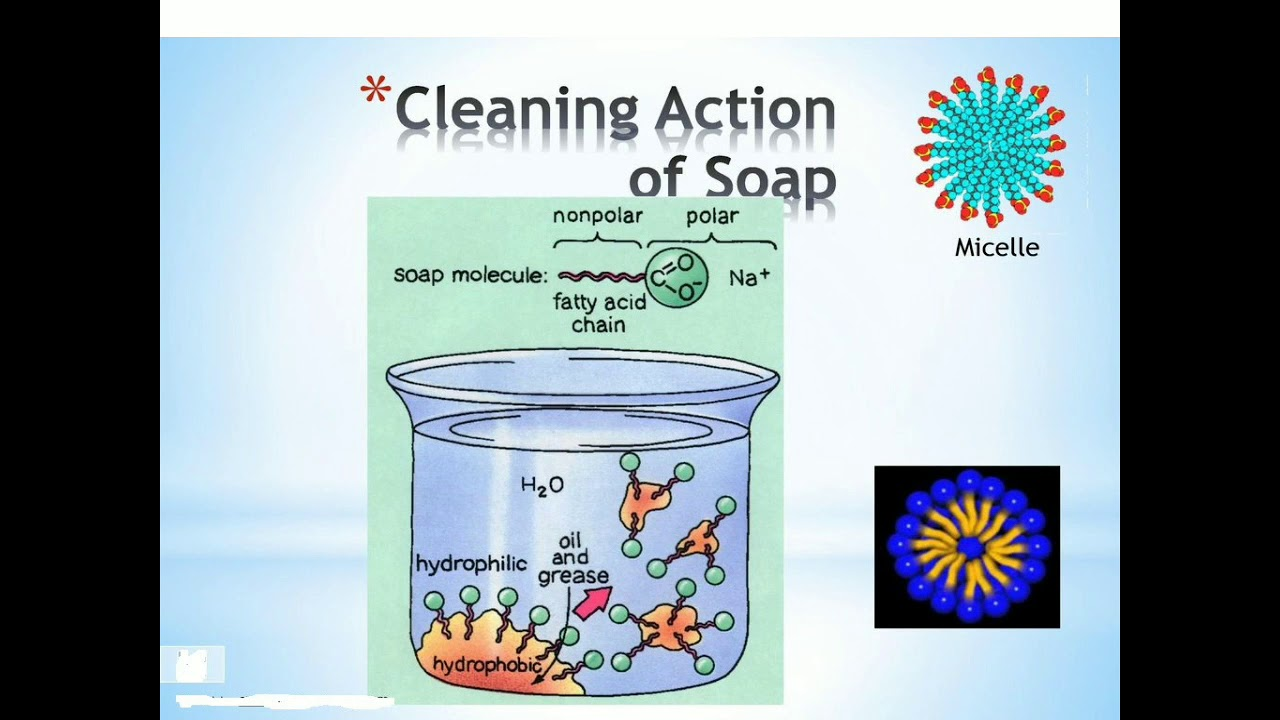 *Cleaning Action
of Soap
Micelle
nonpolar polar
soap molecule: C O O⁻ Na⁺
fatty acid
chain
H₂O
oil
and
grease
hydrophilic
hydrophobic